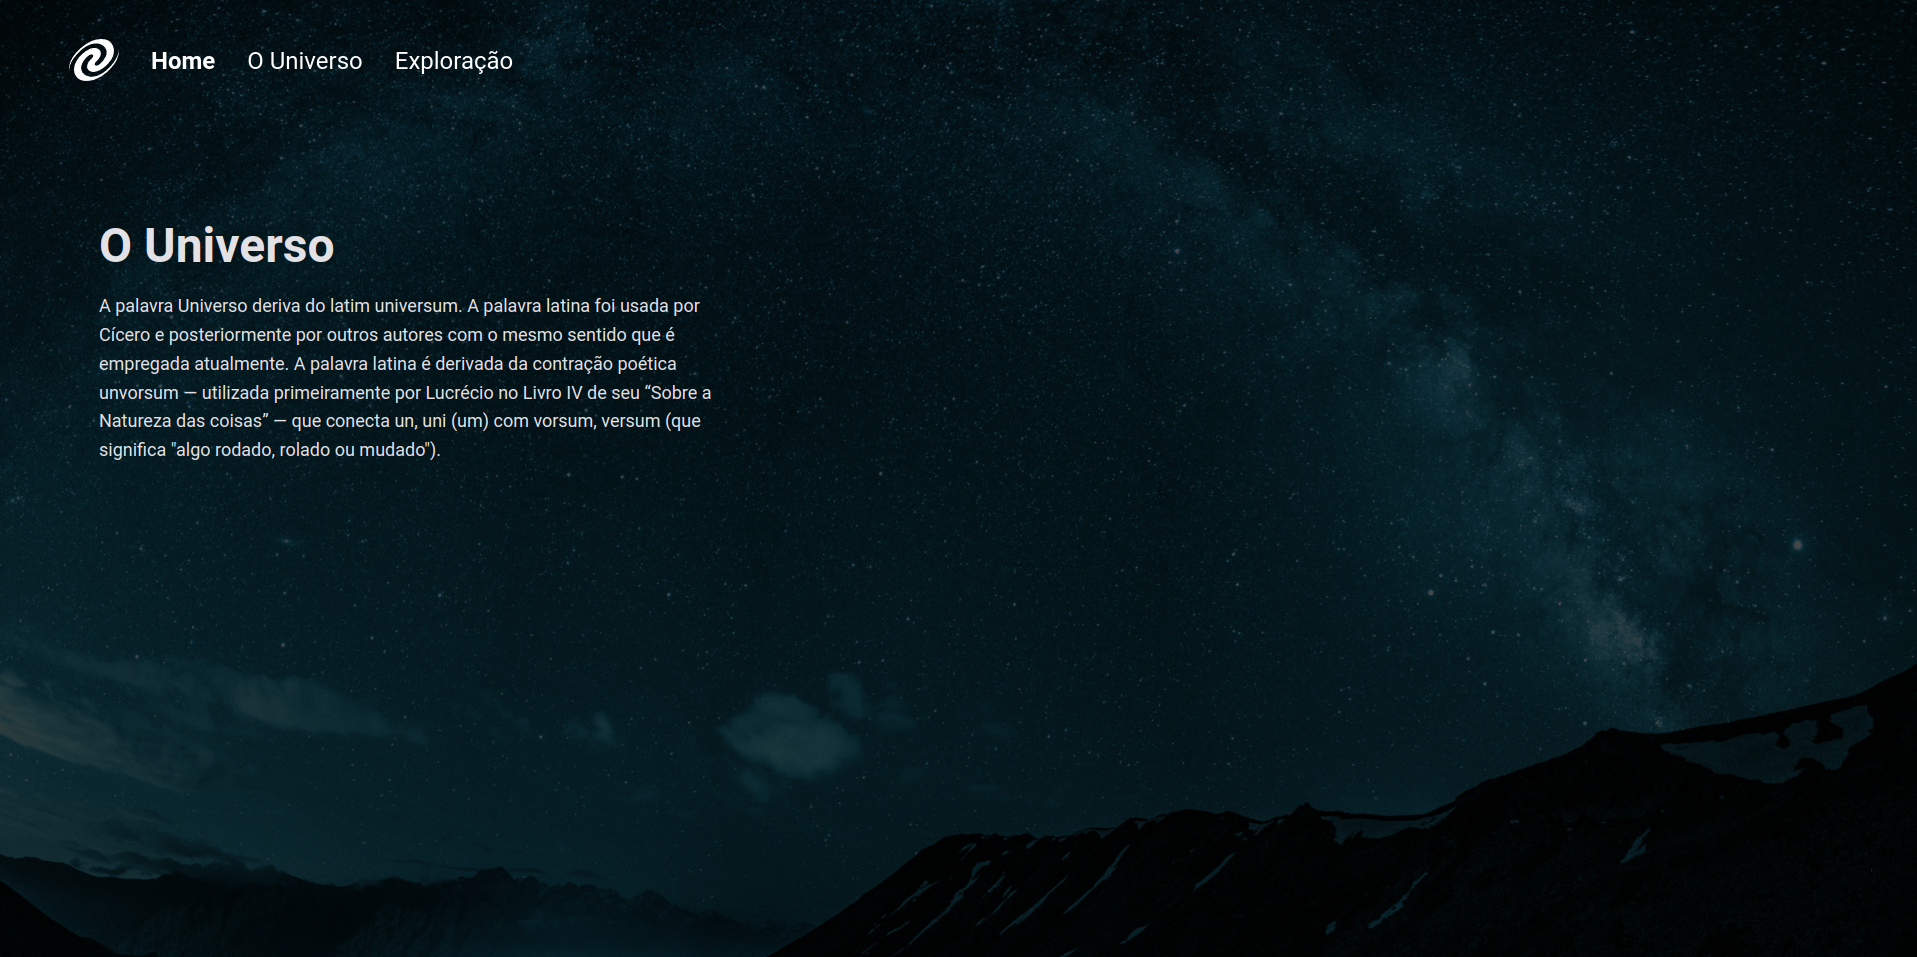 Home O Universo Exploração
O Universo
A palavra Universo deriva do latim universum. A palavra latina foi usada por
Cícero e posteriormente por outros autores com o mesmo sentido que é
empregada atualmente. A palavra latina é derivada da contração poética
unvorsum — utilizada primeiramente por Lucrécio no Livro IV de seu “Sobre a
Natureza das coisas” — que conecta un, uni (um) com vorsum, versum (que
significa "algo rodado, rolado ou mudado").